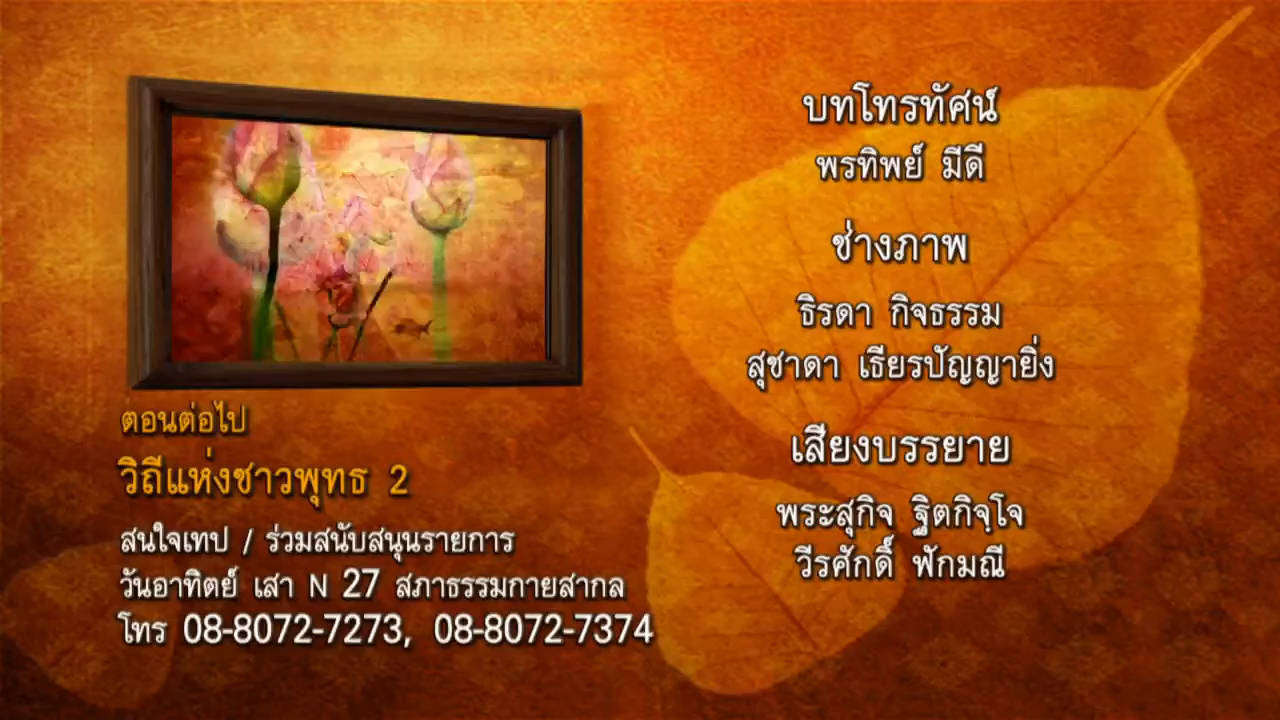 บทโทรทัศน์
พรทิพย์ มีดี
ช่างภาพ
ธิรดา กิจธรรม
สุชาดา เธียรปัญญายิ่ง
เสียงบรรยาย
พระสุกิจ ฐิตกิจฺโจ
วีรศักดิ์ ฟักมณี
ตอนต่อไป
วิถีแห่งชาวพุทธ 2
สนใจเทป / ร่วมสนับสนุนรายการ
วันอาทิตย์ เสา N 27 สภาธรรมกายสากล
โทร 08-8072-7273, 08-8072-7374